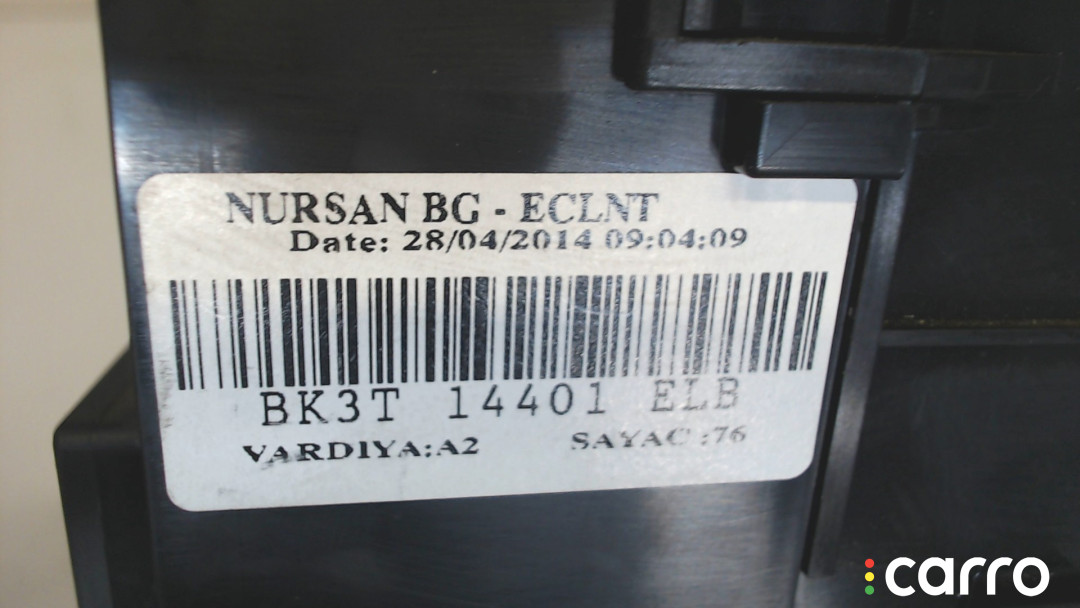 NURSAN BG - ECLNT
Date: 28/04/2014 09:04:09
BK3T 14401 ELB
VARDIYA:A2 SAYAC :76
carro